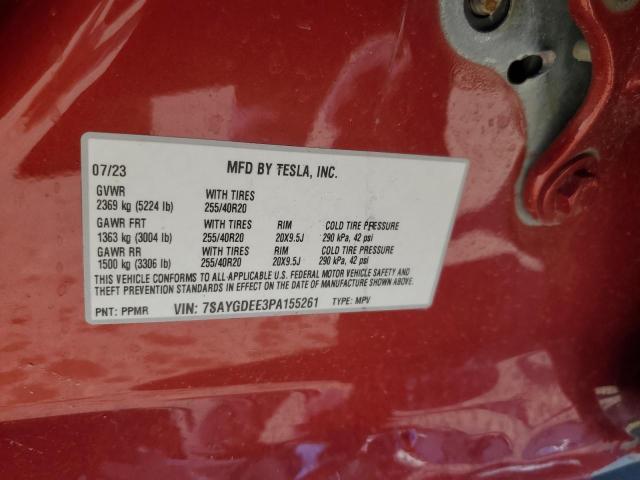 07/23 MFD BY TESLA, INC.
GVWR WITH TIRES
2369 kg (5224 lb) 255/40R20
GAWR FRT WITH TIRES RIM COLD TIRE PRESSURE
1363 kg (3004 lb) 255/40R20 20X9.5J 290 kPa, 42 psi
GAWR RR WITH TIRES RIM COLD TIRE PRESSURE
1500 kg (3306 lb) 255/40R20 20X9.5J 290 kPa, 42 psi
THIS VEHICLE CONFORMS TO ALL APPLICABLE U.S. FEDERAL MOTOR VEHICLE SAFETY AND
THEFT PREVENTION STANDARDS IN EFFECT ON THE DATE OF MANUFACTURE SHOWN ABOVE.
PNT: PPMR VIN: 7SAYGDEE3PA155261 TYPE: MPV